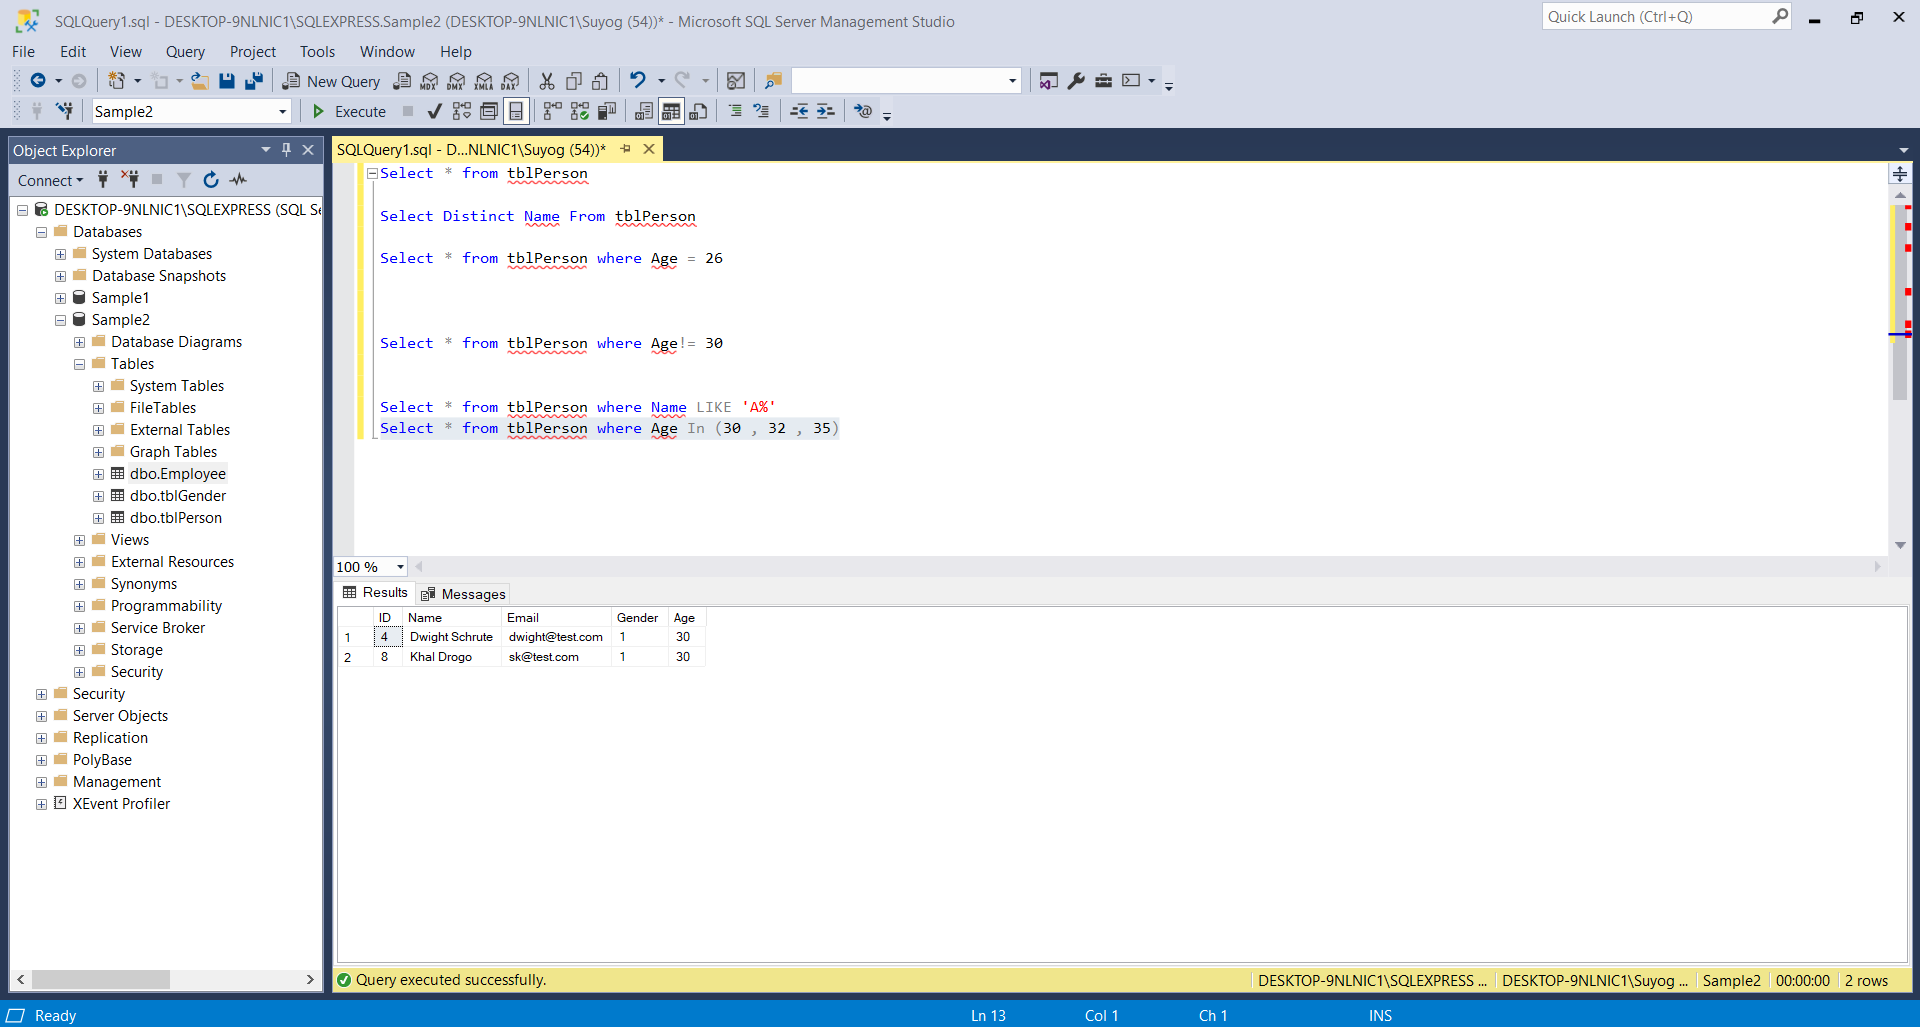 SQLQuery1.sql - DESKTOP-9NLNIC1\SQLEXPRESS.Sample2 (DESKTOP-9NLNIC1\Suyog (54))* - Microsoft SQL Server Management Studio
Quick Launch (Ctrl+Q)
File Edit View Query Project Tools Window Help
New Query MDX DMX XMLA DAX
Sample2 Execute
Object Explorer
Connect
DESKTOP-9NLNIC1\SQLEXPRESS (SQL Se
Databases
System Databases
Database Snapshots
Sample1
Sample2
Database Diagrams
Tables
System Tables
FileTables
External Tables
Graph Tables
dbo.Employee
dbo.tblGender
dbo.tblPerson
Views
External Resources
Synonyms
Programmability
Service Broker
Storage
Security
Security
Server Objects
Replication
PolyBase
Management
XEvent Profiler
SQLQuery1.sql - D...NLNIC1\Suyog (54))*
Select * from tblPerson
Select Distinct Name From tblPerson
Select * from tblPerson where Age = 26
Select * from tblPerson where Age!= 30
Select * from tblPerson where Name LIKE 'A%'
Select * from tblPerson where Age In (30 , 32 , 35)
100 %
Results Messages
ID Name Email Gender Age
1 4 Dwight Schrute dwight@test.com 1 30
2 8 Khal Drogo sk@test.com 1 30
Query executed successfully. DESKTOP-9NLNIC1\SQLEXPRESS ... DESKTOP-9NLNIC1\Suyog ... Sample2 00:00:00 2 rows
Ready Ln 13 Col 1 Ch 1 INS